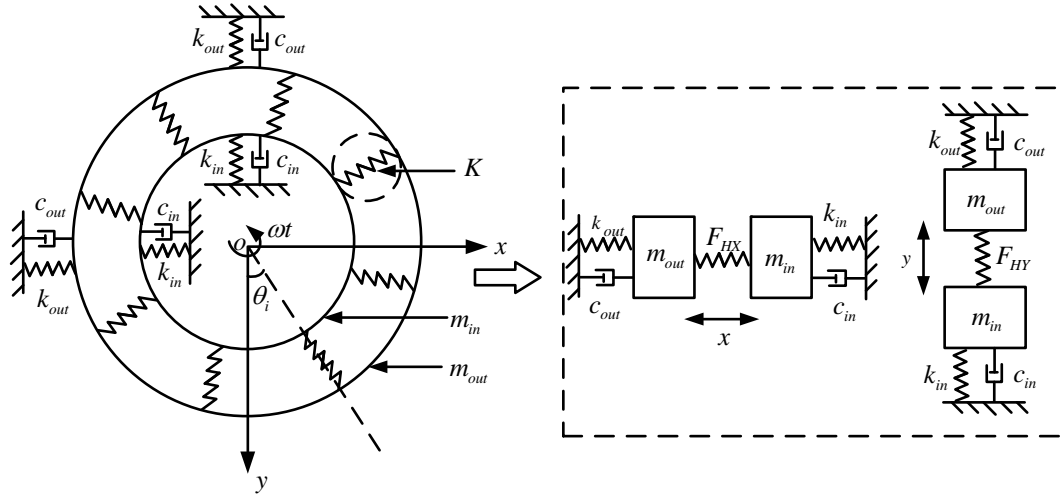 k_out c_out
k_in c_in
K
c_out
c_in
k_out
k_in
o ωt
x
θ_i
m_in
m_out
y
k_out
c_out
m_out
F_HX
m_in
k_in
c_in
x
k_out
c_out
m_out
y
F_HY
m_in
k_in
c_in